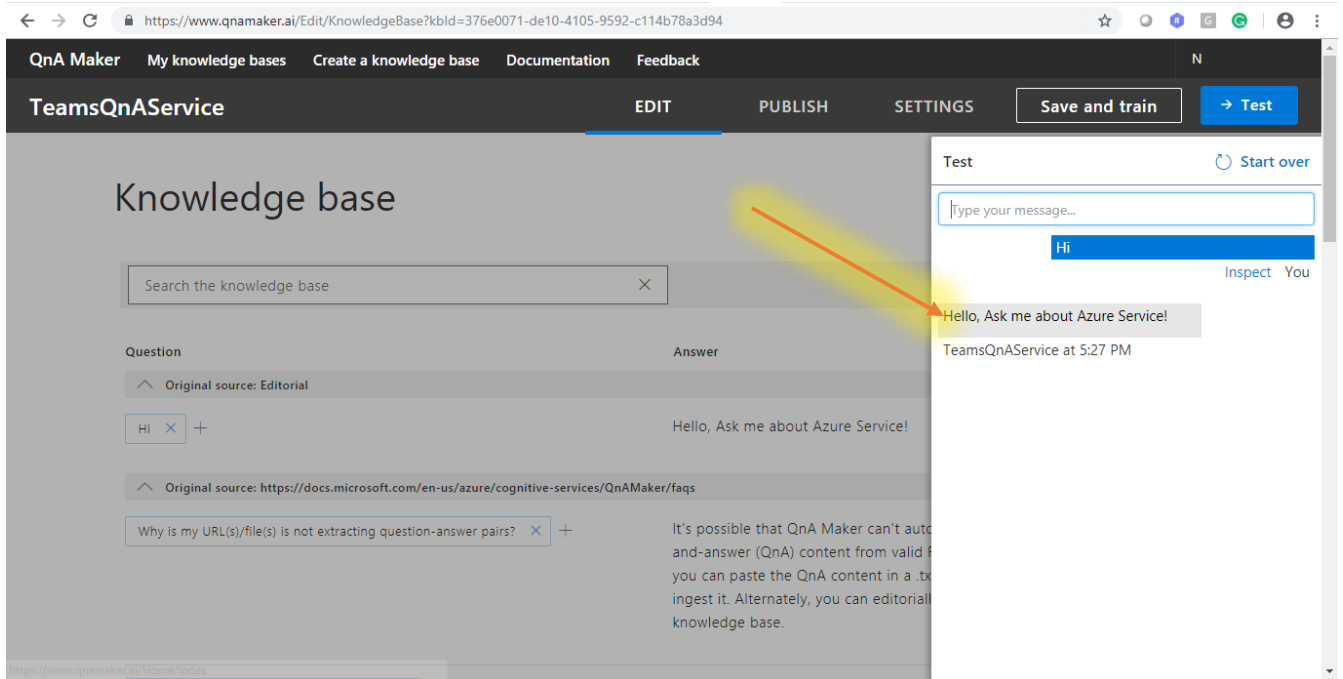 https://www.qnamaker.ai/Edit/KnowledgeBase?kbId=376e0071-de10-4105-9592-c114b78a3d94
QnA Maker My knowledge bases Create a knowledge base Documentation Feedback N
TeamsQnAService EDIT PUBLISH SETTINGS Save and train → Test
Test Start over
Knowledge base
Type your message...
Hi
Inspect You
Search the knowledge base
Hello, Ask me about Azure Service!
TeamsQnAService at 5:27 PM
Question Answer
Original source: Editorial
Hi Hello, Ask me about Azure Service!
Original source: https://docs.microsoft.com/en-us/azure/cognitive-services/QnAMaker/faqs
Why is my URL(s)/file(s) is not extracting question-answer pairs? It's possible that QnA Maker can't auto
and-answer (QnA) content from valid F
you can paste the QnA content in a .tx
ingest it. Alternately, you can editoriall
knowledge base.
https://www.qnamaker.ai/Home/Index